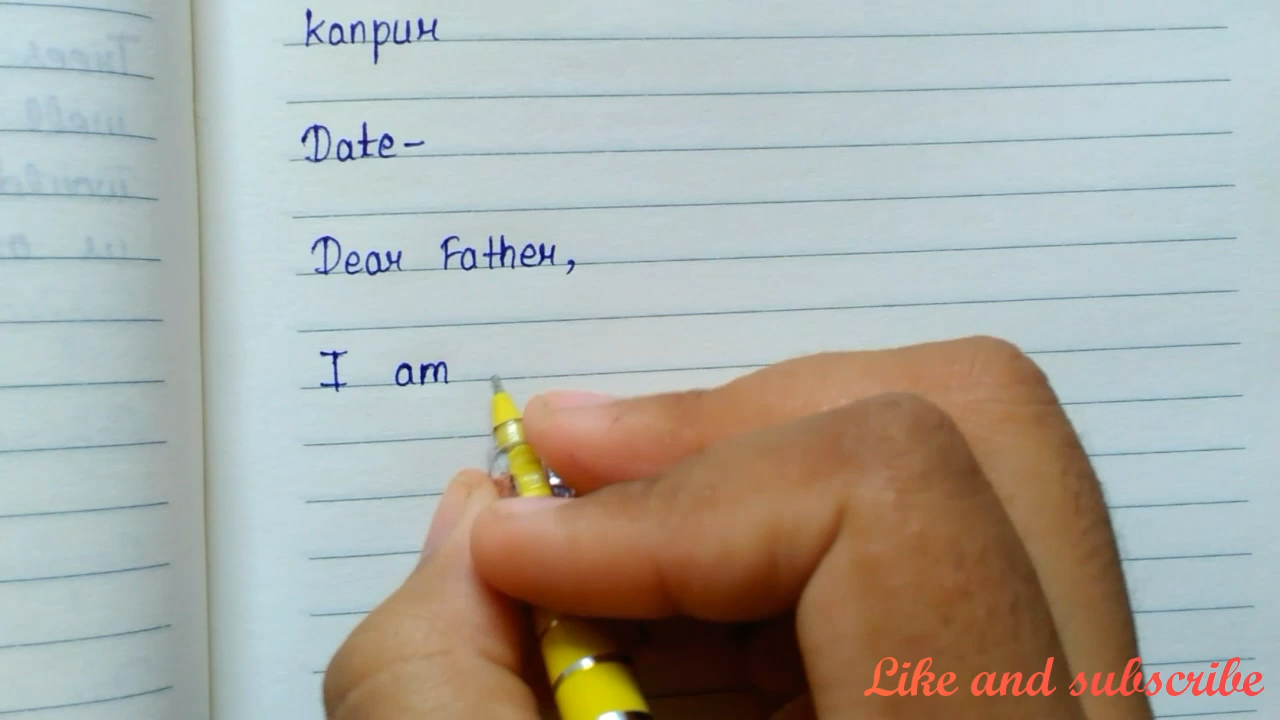 Kanpur
Date-
Dear Father,
I am
Like and subscribe